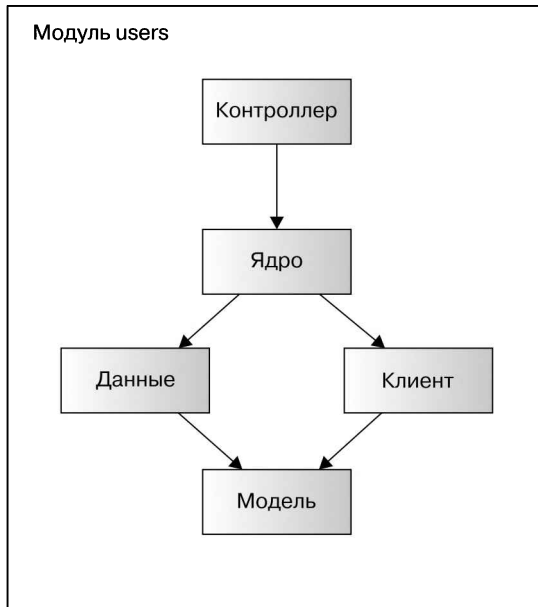 Модуль users
Контроллер
Ядро
Данные
Клиент
Модель